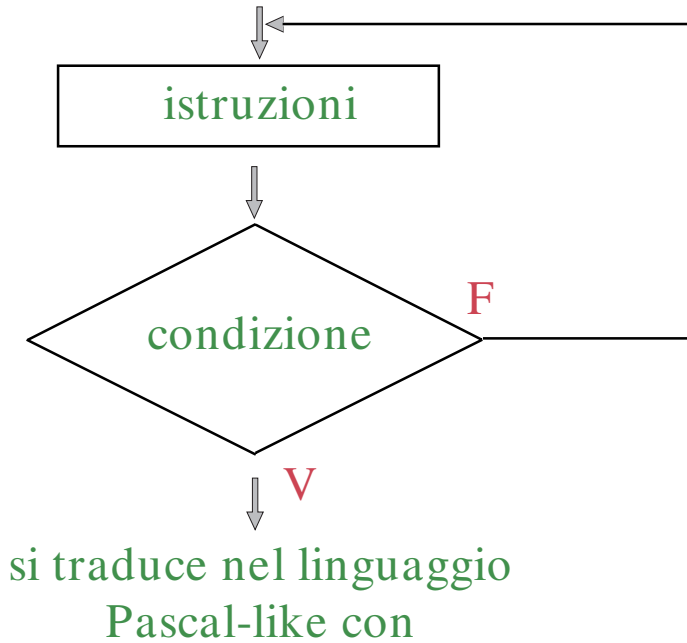 istruzioni
F
condizione
V
si traduce nel linguaggio
Pascal-like con